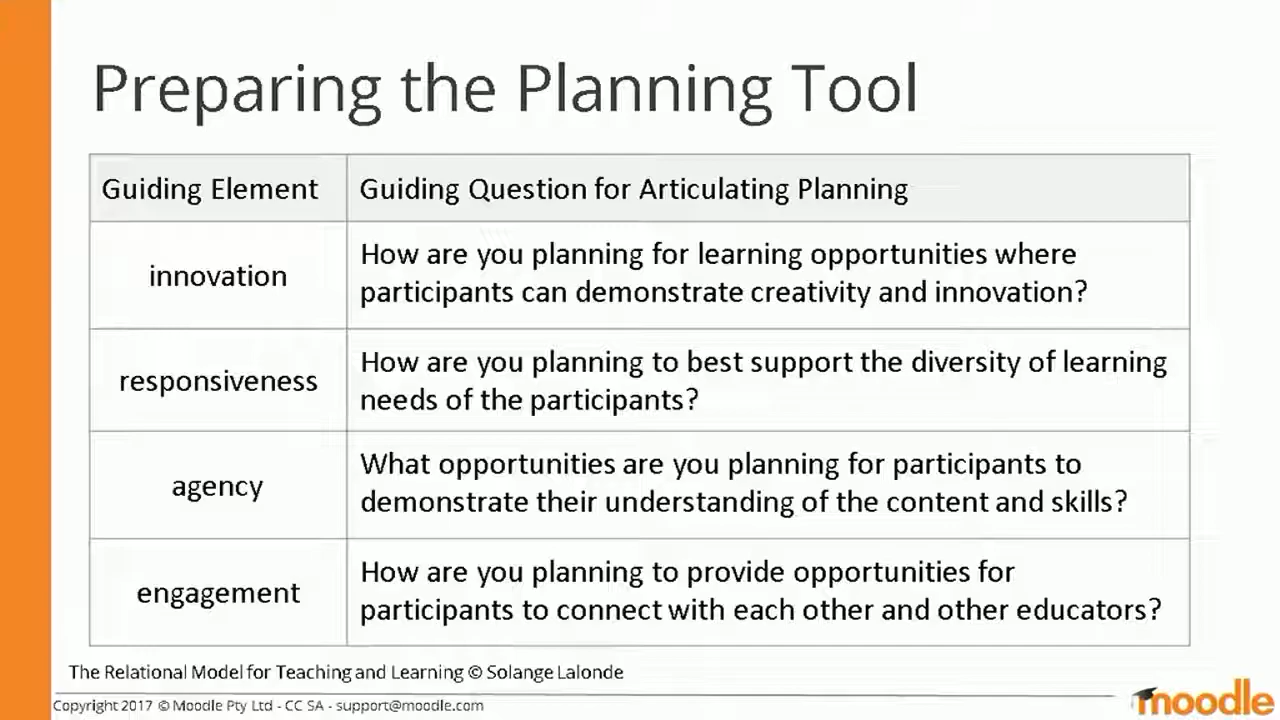 Preparing the Planning Tool
Guiding Element
Guiding Question for Articulating Planning
innovation
How are you planning for learning opportunities where
participants can demonstrate creativity and innovation?
responsiveness
How are you planning to best support the diversity of learning
needs of the participants?
agency
What opportunities are you planning for participants to
demonstrate their understanding of the content and skills?
engagement
How are you planning to provide opportunities for
participants to connect with each other and other educators?
The Relational Model for Teaching and Learning © Solange Lalonde
Copyright 2017 © Moodle Pty Ltd - CC SA - support@moodle.com
moodle